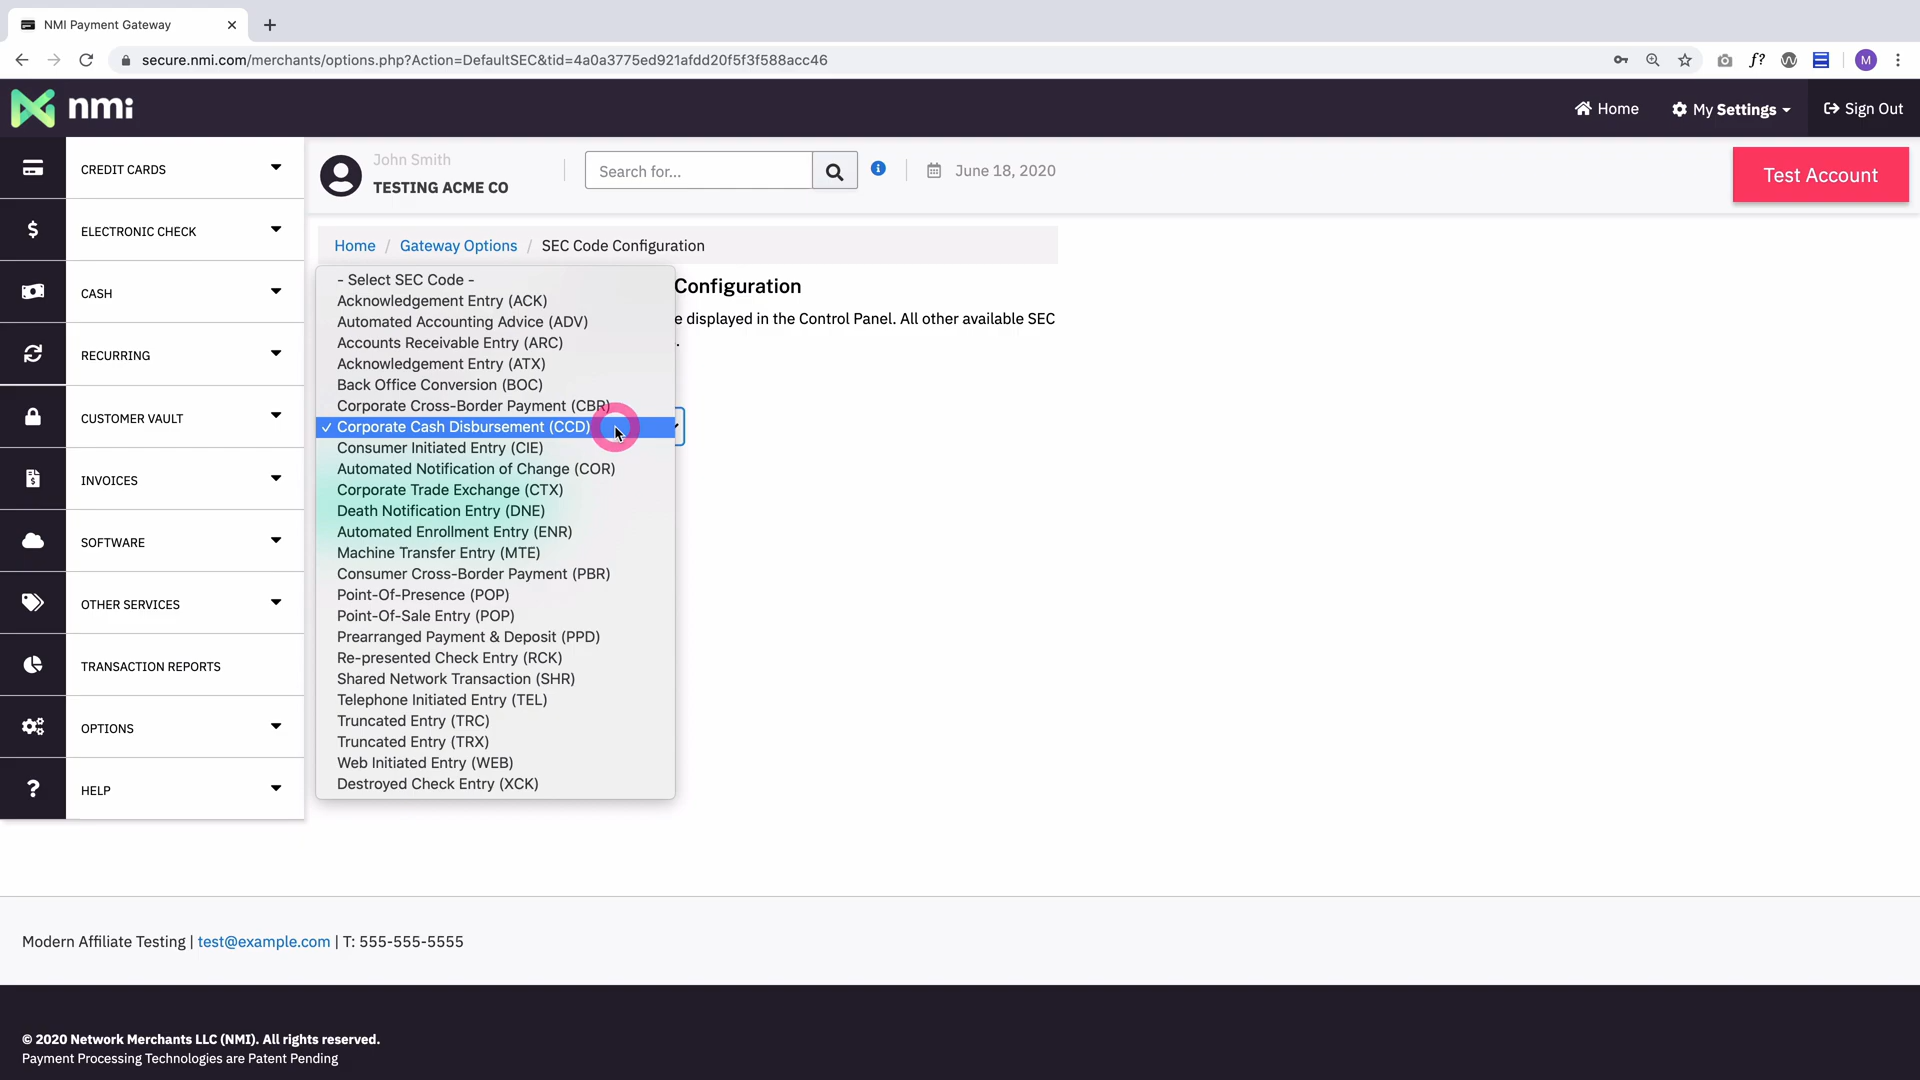 NMI Payment Gateway
secure.nmi.com/merchants/options.php?Action=DefaultSEC&tid=4a0a3775ed921afdd20f5f3f588acc46
f?
M
nmi
Home
My Settings
Sign Out
CREDIT CARDS
ELECTRONIC CHECK
CASH
RECURRING
CUSTOMER VAULT
INVOICES
SOFTWARE
OTHER SERVICES
TRANSACTION REPORTS
OPTIONS
HELP
John Smith
TESTING ACME CO
Search for...
June 18, 2020
Test Account
Home / Gateway Options / SEC Code Configuration
Configuration
e displayed in the Control Panel. All other available SEC
.
- Select SEC Code -
Acknowledgement Entry (ACK)
Automated Accounting Advice (ADV)
Accounts Receivable Entry (ARC)
Acknowledgement Entry (ATX)
Back Office Conversion (BOC)
Corporate Cross-Border Payment (CBR)
✓ Corporate Cash Disbursement (CCD)
Consumer Initiated Entry (CIE)
Automated Notification of Change (COR)
Corporate Trade Exchange (CTX)
Death Notification Entry (DNE)
Automated Enrollment Entry (ENR)
Machine Transfer Entry (MTE)
Consumer Cross-Border Payment (PBR)
Point-Of-Presence (POP)
Point-Of-Sale Entry (POP)
Prearranged Payment & Deposit (PPD)
Re-presented Check Entry (RCK)
Shared Network Transaction (SHR)
Telephone Initiated Entry (TEL)
Truncated Entry (TRC)
Truncated Entry (TRX)
Web Initiated Entry (WEB)
Destroyed Check Entry (XCK)
Modern Affiliate Testing | test@example.com | T: 555-555-5555
© 2020 Network Merchants LLC (NMI). All rights reserved.
Payment Processing Technologies are Patent Pending